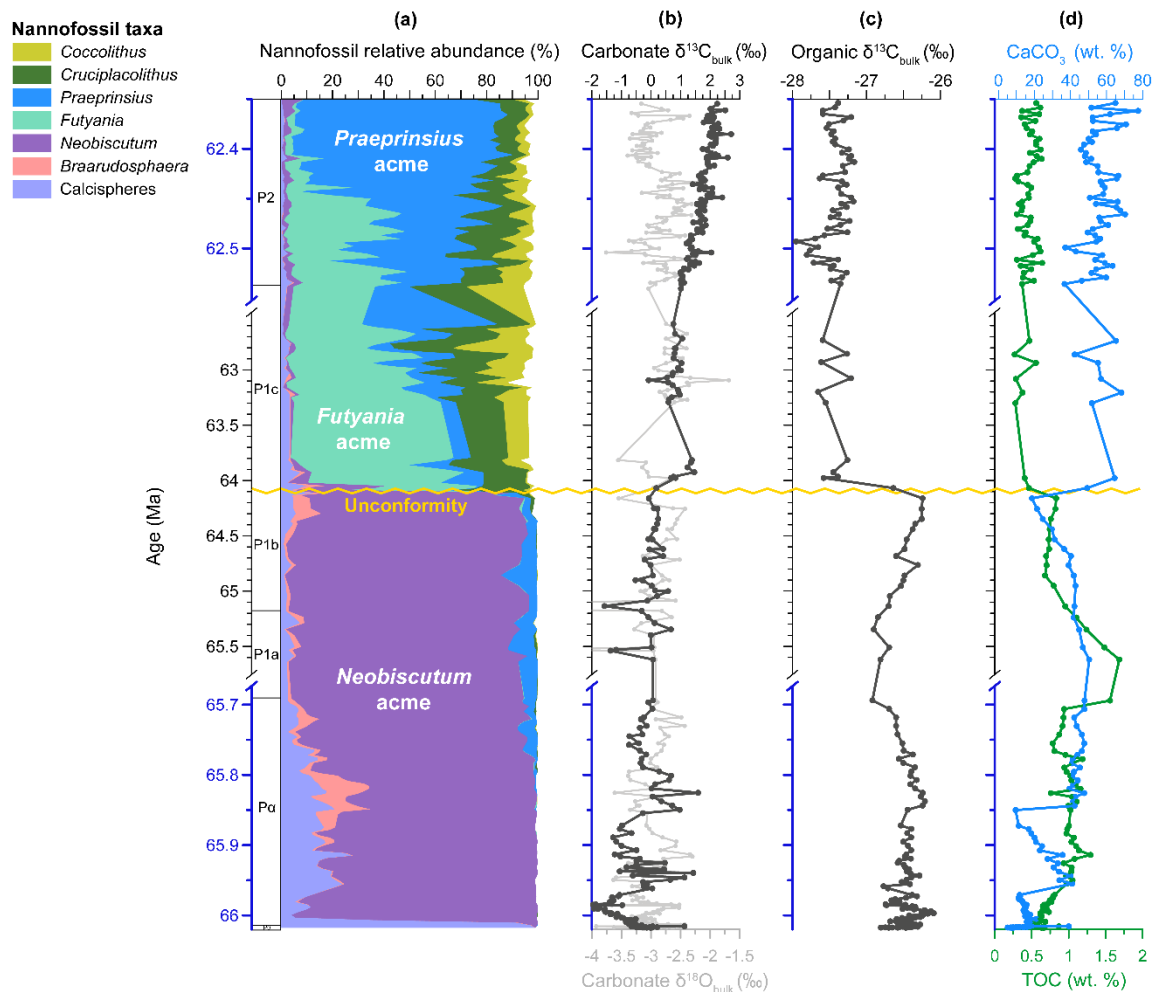 Nannofossil taxa
Coccolithus
Cruciplacolithus
Praeprinsius
Futyania
Neobiscutum
Braarudosphaera
Calcispheres
(a)
Nannofossil relative abundance (%)
0 20 40 60 80 100
(b)
Carbonate δ13Cbulk (‰)
-2 -1 0 1 2 3
(c)
Organic δ13Cbulk (‰)
-28 -27 -26
(d)
CaCO3 (wt. %)
0 20 40 60 80
Age (Ma)
62.4
62.5
63
63.5
64
64.5
65
65.5
65.7
65.8
65.9
66
P2
P1c
P1b
P1a
Pα
Praeprinsius
acme
Futyania
acme
Unconformity
Neobiscutum
acme
-4 -3.5 -3 -2.5 -2 -1.5
Carbonate δ18Obulk (‰)
0 0.5 1 1.5 2
TOC (wt. %)